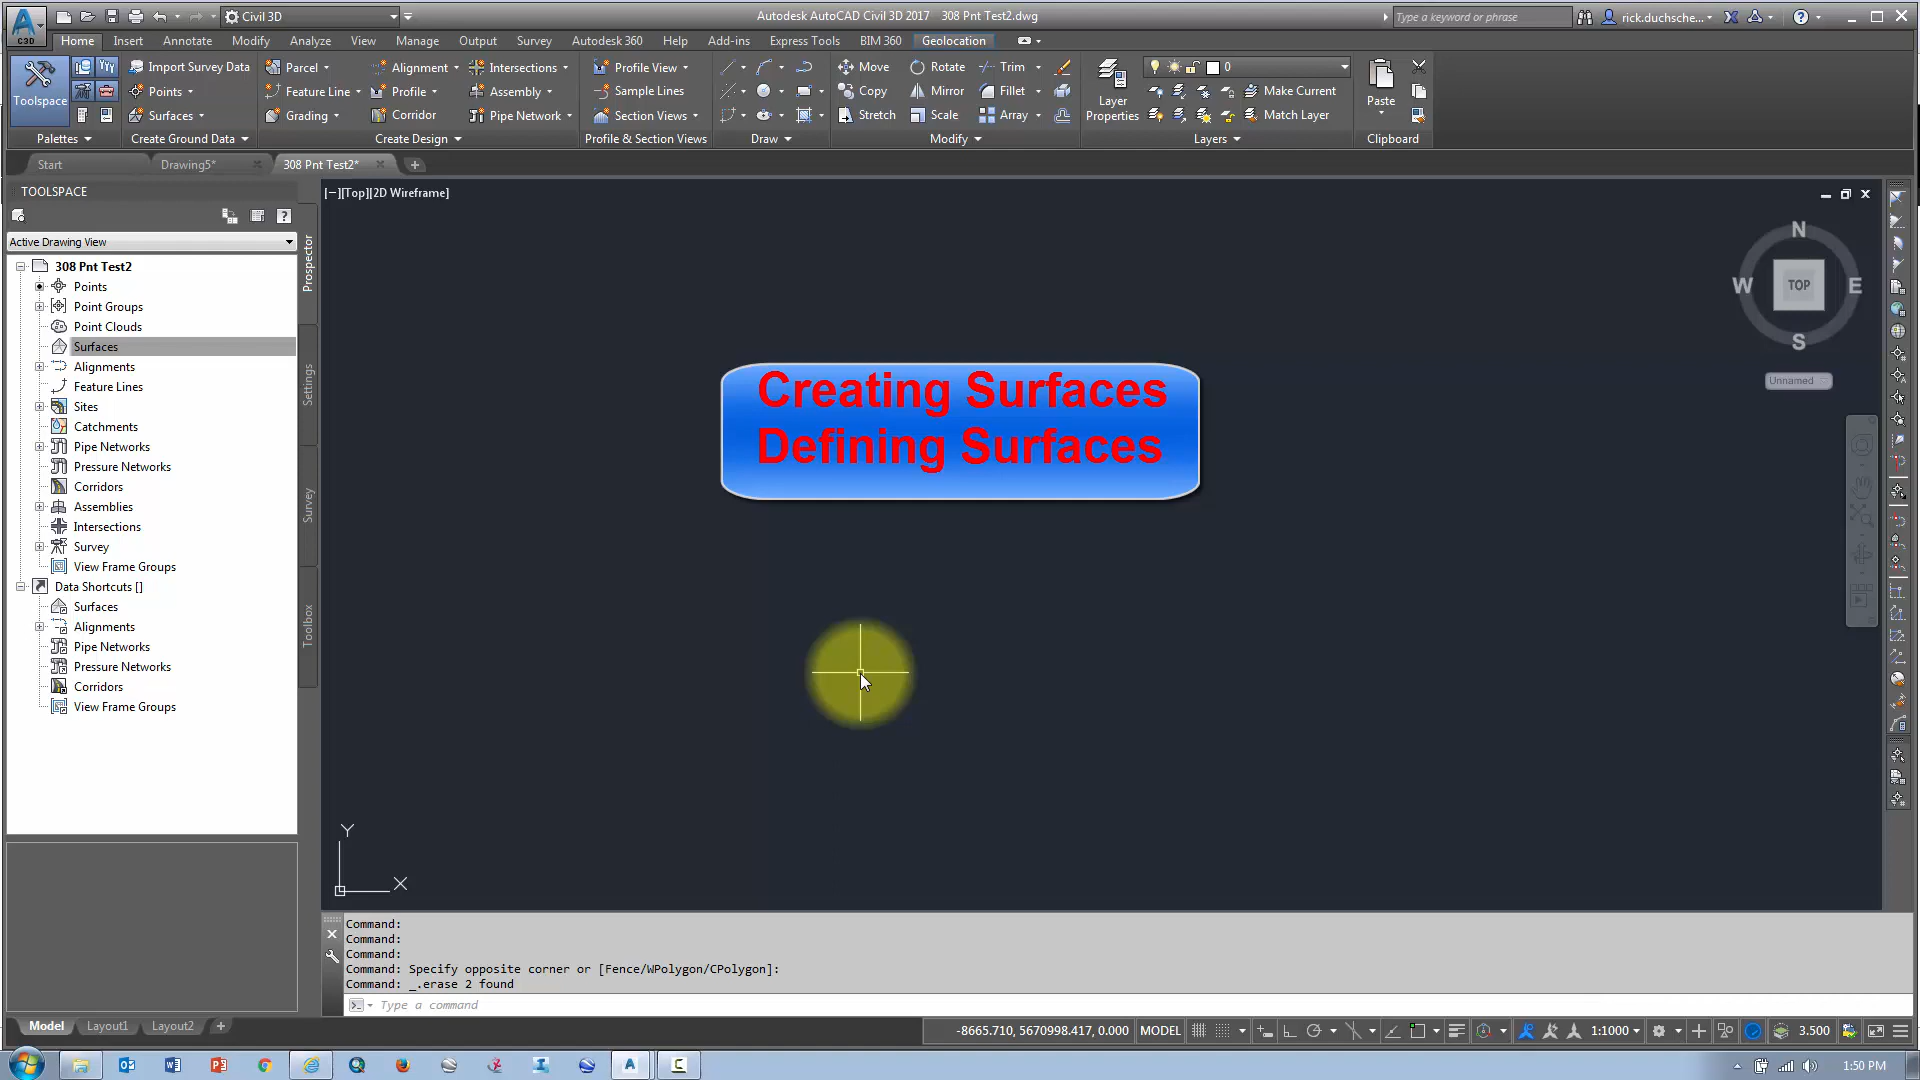 Civil 3D
Autodesk AutoCAD Civil 3D 2017 308 Pnt Test2.dwg
Type a keyword or phrase
rick.duchsche...
C3D
Home Insert Annotate Modify Analyze View Manage Output Survey Autodesk 360 Help Add-ins Express Tools BIM 360 Geolocation
Toolspace
Import Survey Data
Points
Surfaces
Parcel
Feature Line
Grading
Alignment
Profile
Corridor
Intersections
Assembly
Pipe Network
Profile View
Sample Lines
Section Views
Move
Copy
Stretch
Rotate
Mirror
Scale
Trim
Fillet
Array
Layer
Properties
0
Make Current
Match Layer
Paste
Palettes Create Ground Data Create Design Profile & Section Views Draw Modify Layers Clipboard
Start Drawing5* 308 Pnt Test2*
TOOLSPACE
Active Drawing View
308 Pnt Test2
Points
Point Groups
Point Clouds
Surfaces
Alignments
Feature Lines
Sites
Catchments
Pipe Networks
Pressure Networks
Corridors
Assemblies
Intersections
Survey
View Frame Groups
Data Shortcuts []
Surfaces
Alignments
Pipe Networks
Pressure Networks
Corridors
View Frame Groups
Prospector
Settings
Survey
Toolbox
[−][Top][2D Wireframe]
N
W TOP E
S
Unnamed
Creating Surfaces
Defining Surfaces
Y
X
Command:
Command:
Command:
Command: Specify opposite corner or [Fence/WPolygon/CPolygon]:
Command: _.erase 2 found
Type a command
Model Layout1 Layout2
-8665.710, 5670998.417, 0.000 MODEL 1:1000 3.500
1:50 PM